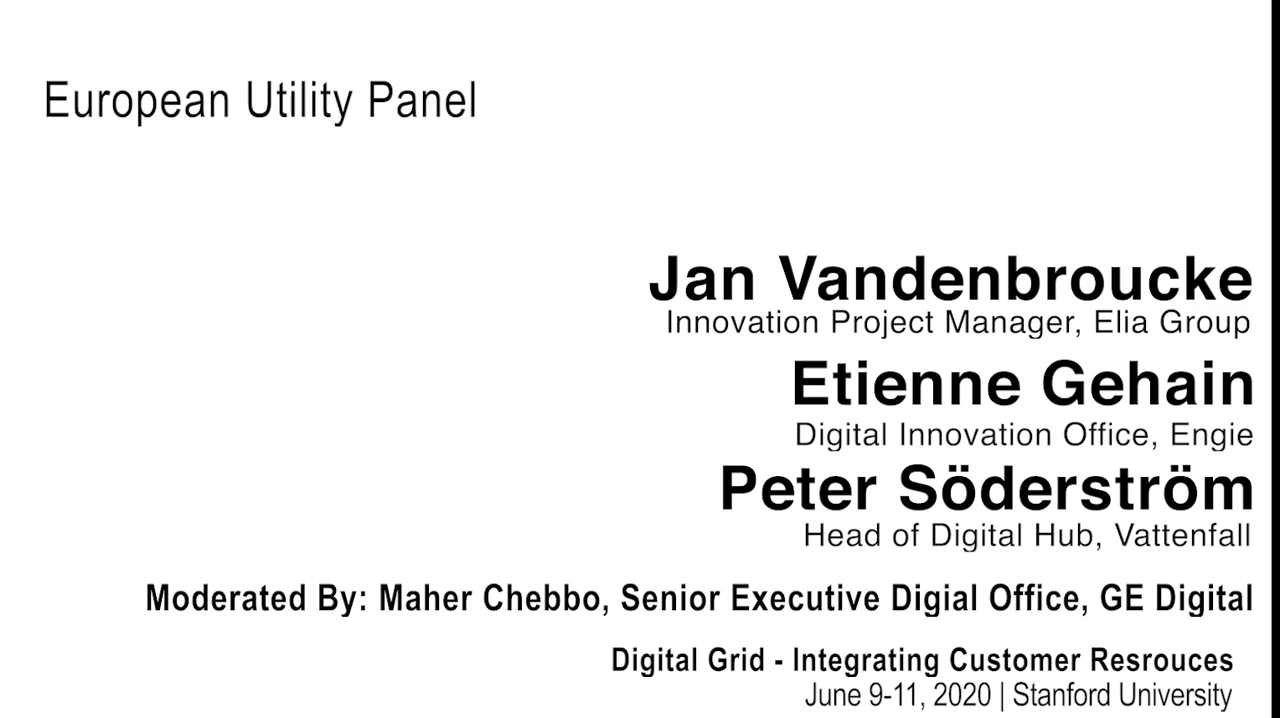 European Utility Panel
Jan Vandenbroucke
Innovation Project Manager, Elia Group
Etienne Gehain
Digital Innovation Office, Engie
Peter Söderström
Head of Digital Hub, Vattenfall
Moderated By: Maher Chebbo, Senior Executive Digial Office, GE Digital
Digital Grid - Integrating Customer Resrouces
June 9-11, 2020 | Stanford University